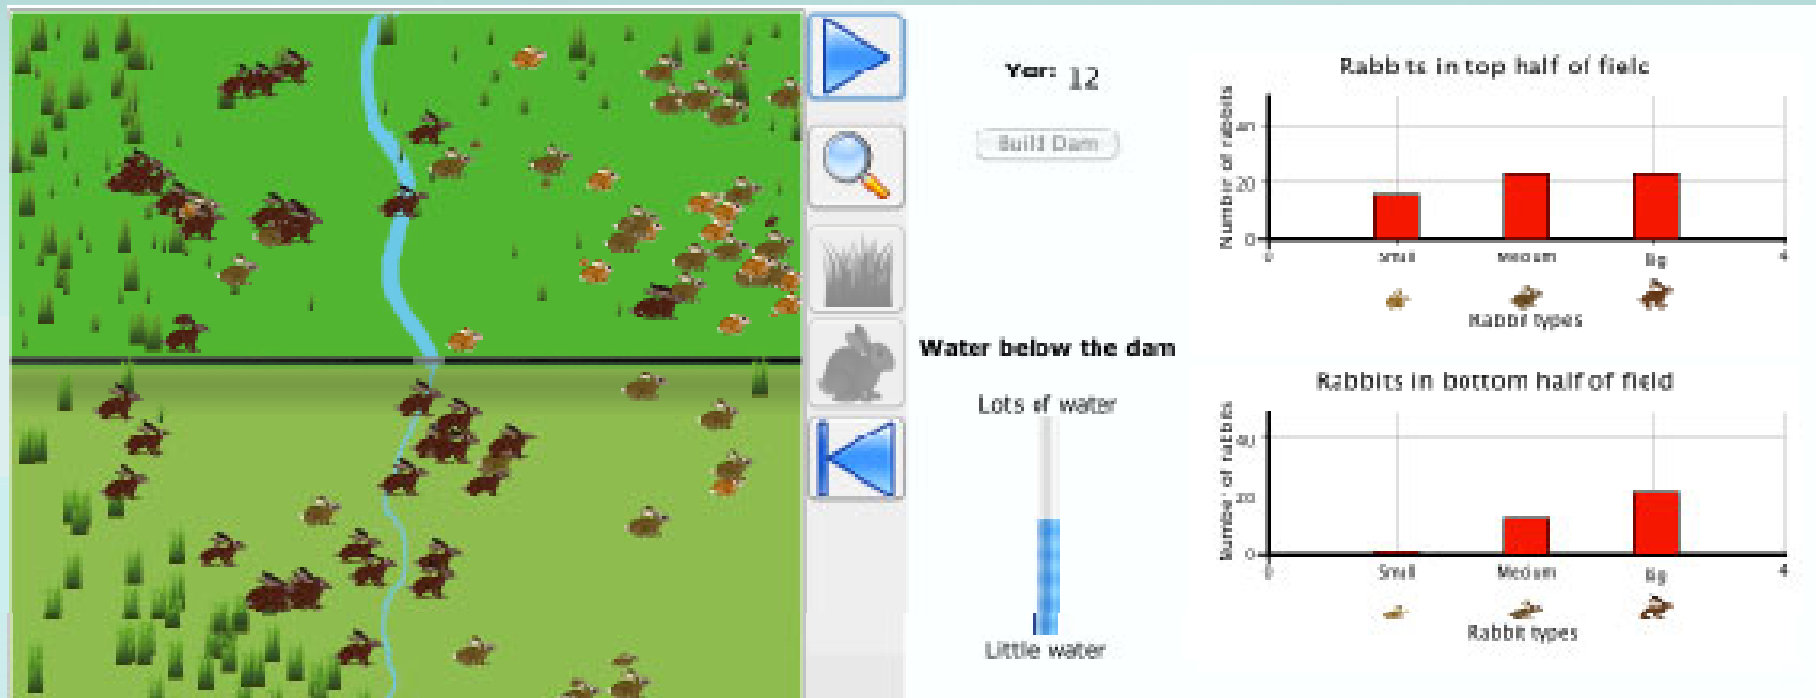 Year: 12
Build Dam
Water below the dam
Lots of water
Little water
Rabbits in top half of field
Number of rabbits
40
20
0
0
Small
Medium
Big
4
Rabbit types
Rabbits in bottom half of field
Number of rabbits
40
20
0
0
Small
Medium
Big
4
Rabbit types